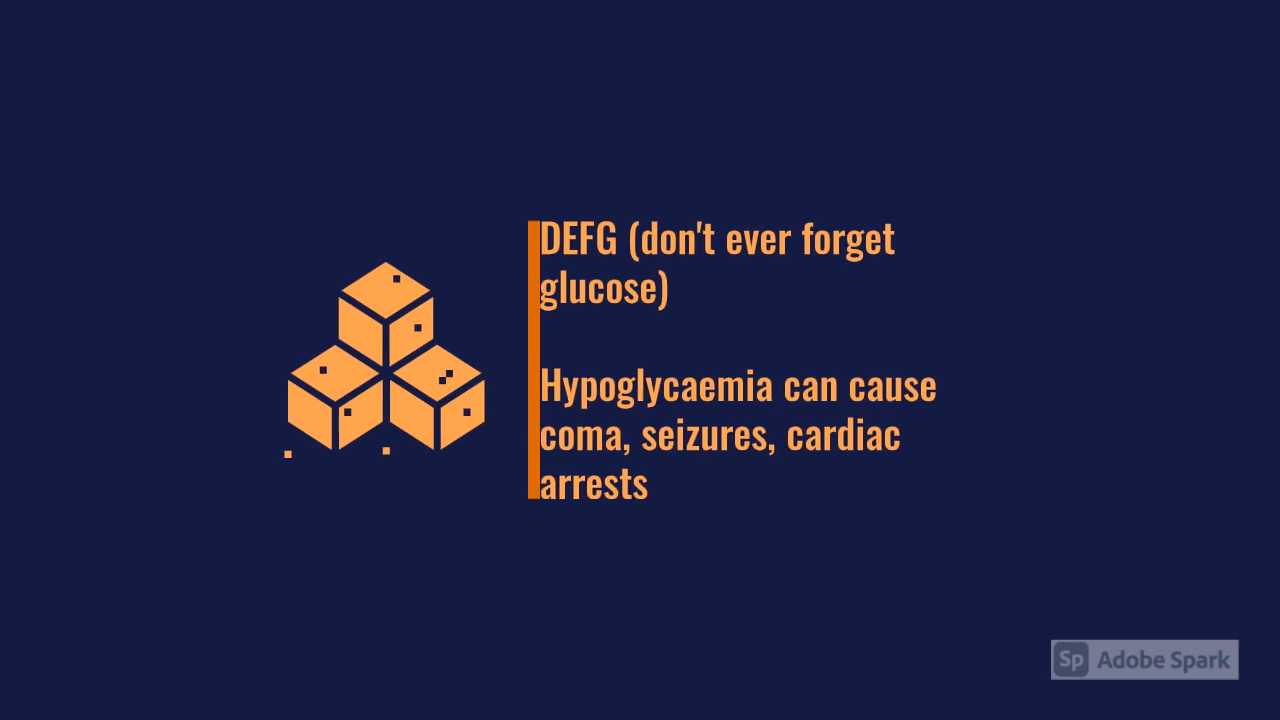 DEFG (don't ever forget
glucose)
Hypoglycaemia can cause
coma, seizures, cardiac
arrests
Sp Adobe Spark